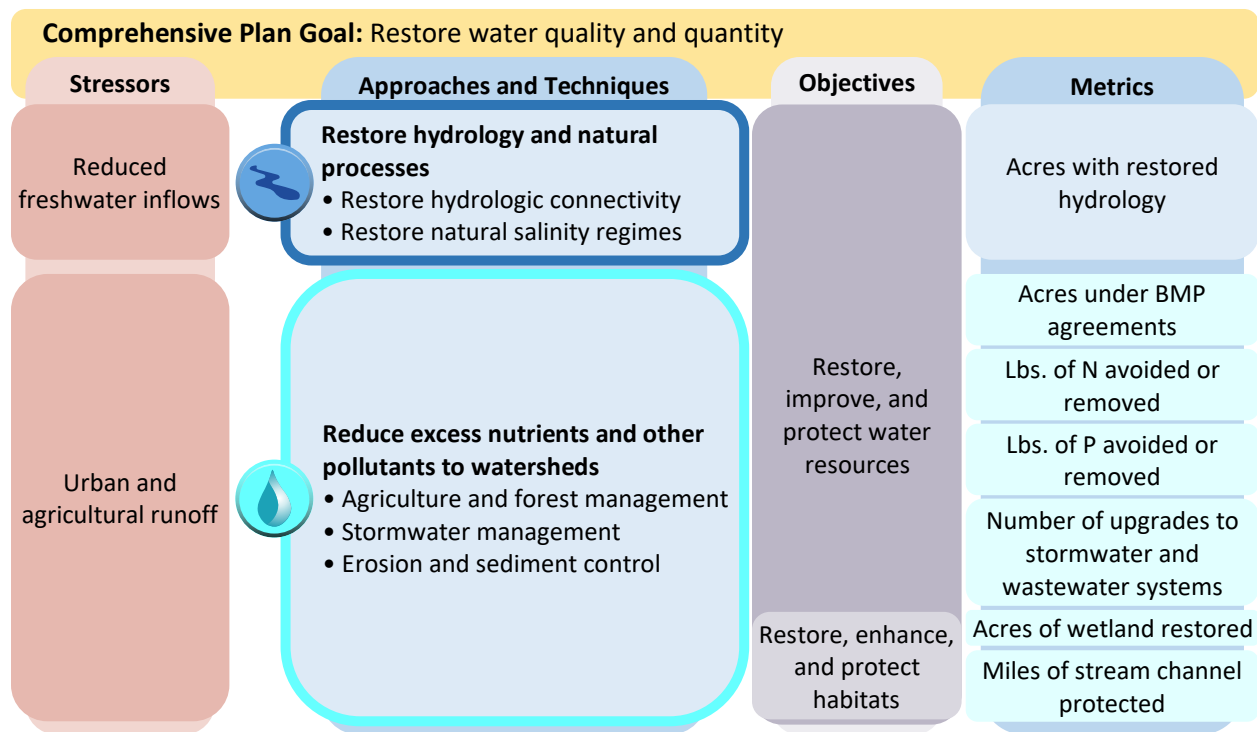 Comprehensive Plan Goal: Restore water quality and quantity
Stressors
Approaches and Techniques
Objectives
Metrics
Reduced
freshwater inflows
Restore hydrology and natural
processes
• Restore hydrologic connectivity
• Restore natural salinity regimes
Acres with restored
hydrology
Urban and
agricultural runoff
Reduce excess nutrients and other
pollutants to watersheds
• Agriculture and forest management
• Stormwater management
• Erosion and sediment control
Restore,
improve, and
protect water
resources
Restore, enhance,
and protect
habitats
Acres under BMP
agreements
Lbs. of N avoided or
removed
Lbs. of P avoided or
removed
Number of upgrades to
stormwater and
wastewater systems
Acres of wetland restored
Miles of stream channel
protected